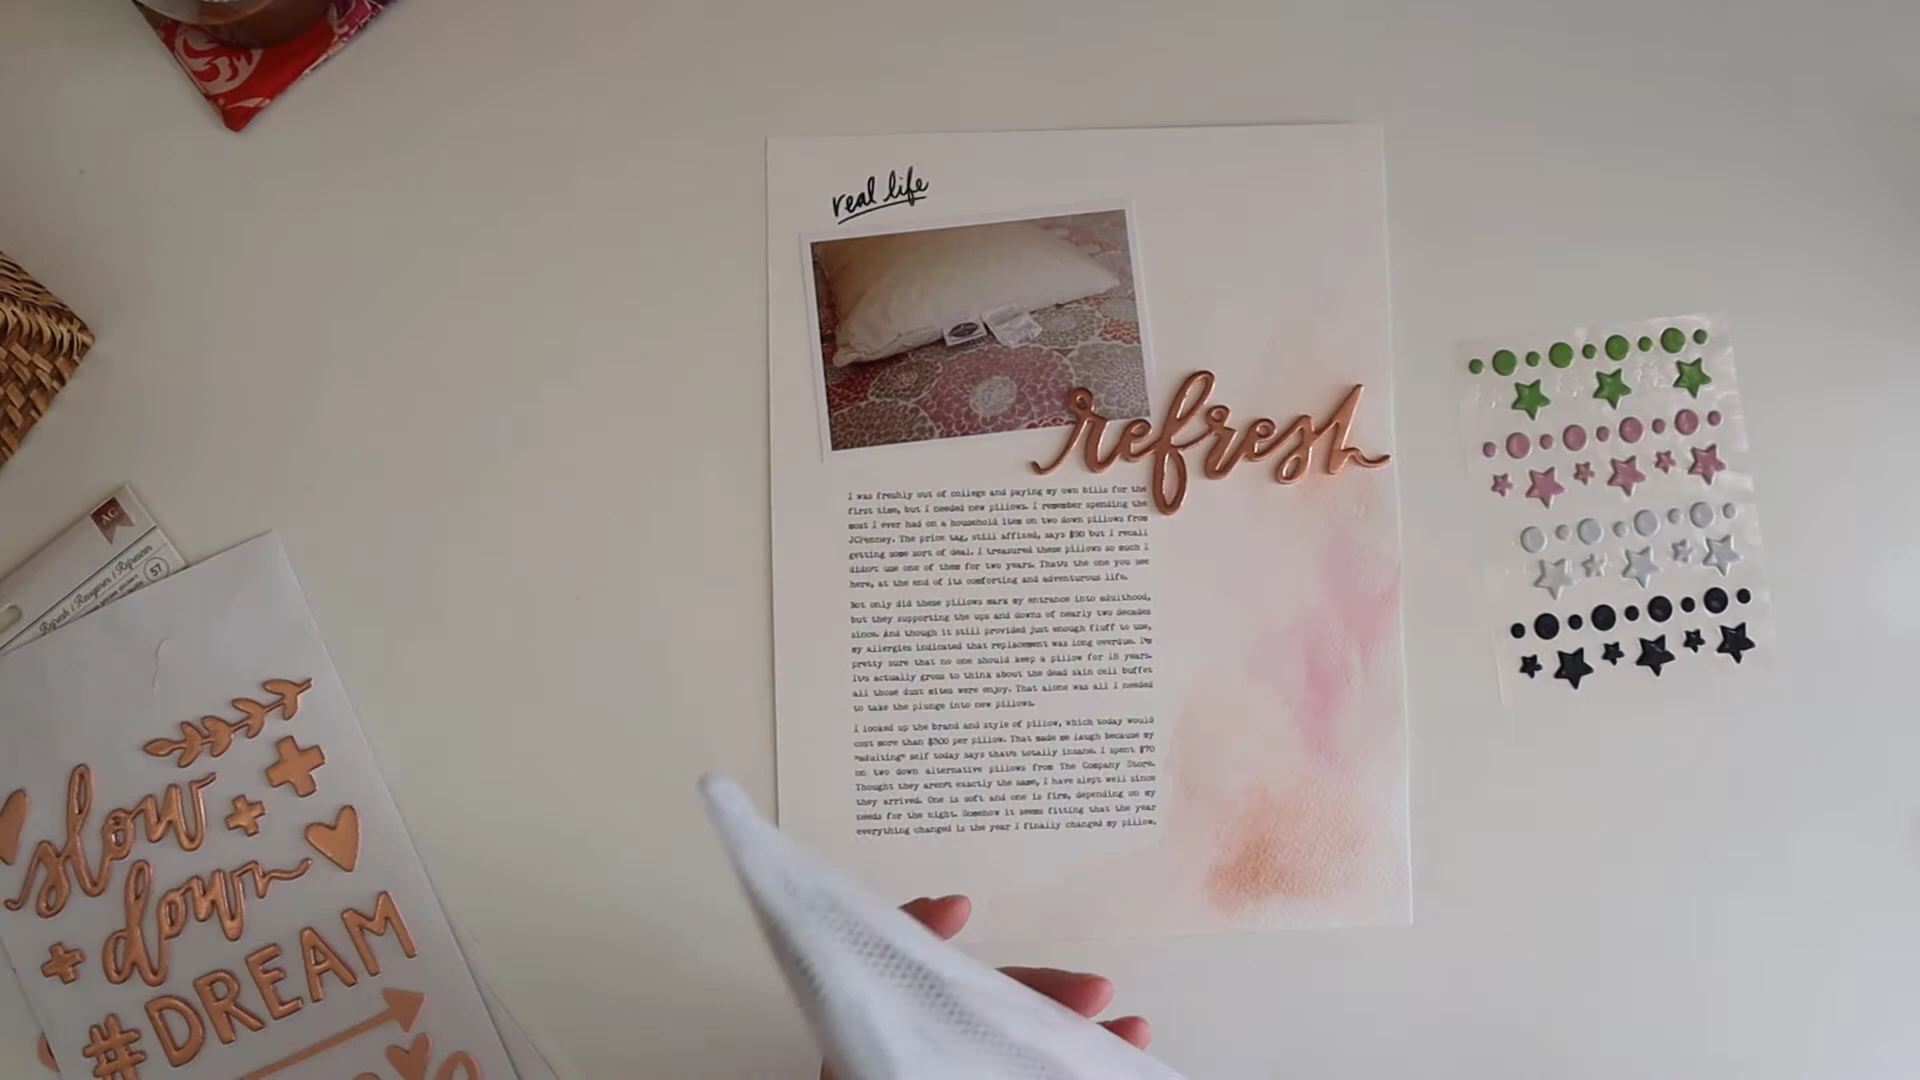 real life
refresh
I was freshly out of college and paying my own bills for the
first time, but I needed new pillows. I remember spending the
most I ever had on a household item on two down pillows from
JCPenney. The price tag, still affixed, says $90 but I recall
getting some sort of deal. I treasured these pillows so much I
didn't use one of them for two years. That's the one you see
here, at the end of its comforting and adventurous life.
Not only did these pillows mark my entrance into adulthood,
but they supporting the ups and downs of nearly two decades
since. And though it still provided just enough fluff to use,
my allergies indicated that replacement was long overdue. I'm
pretty sure that no one should keep a pillow for 18 years.
It's actually gross to think about the dead skin cell buffet
all those dust mites were enjoy. That alone was all I needed
to take the plunge into new pillows.
I looked up the brand and style of pillow, which today would
cost more than $300 per pillow. That made me laugh because my
"adulting" self today says that's totally insane. I spent $70
on two down alternative pillows from The Company Store.
Thought they aren't exactly the same, I have slept well since
they arrived. One is soft and one is firm, depending on my
needs for the night. Somehow it seems fitting that the year
everything changed is the year I finally changed my pillow.
AC
57
slow
down
#DREAM